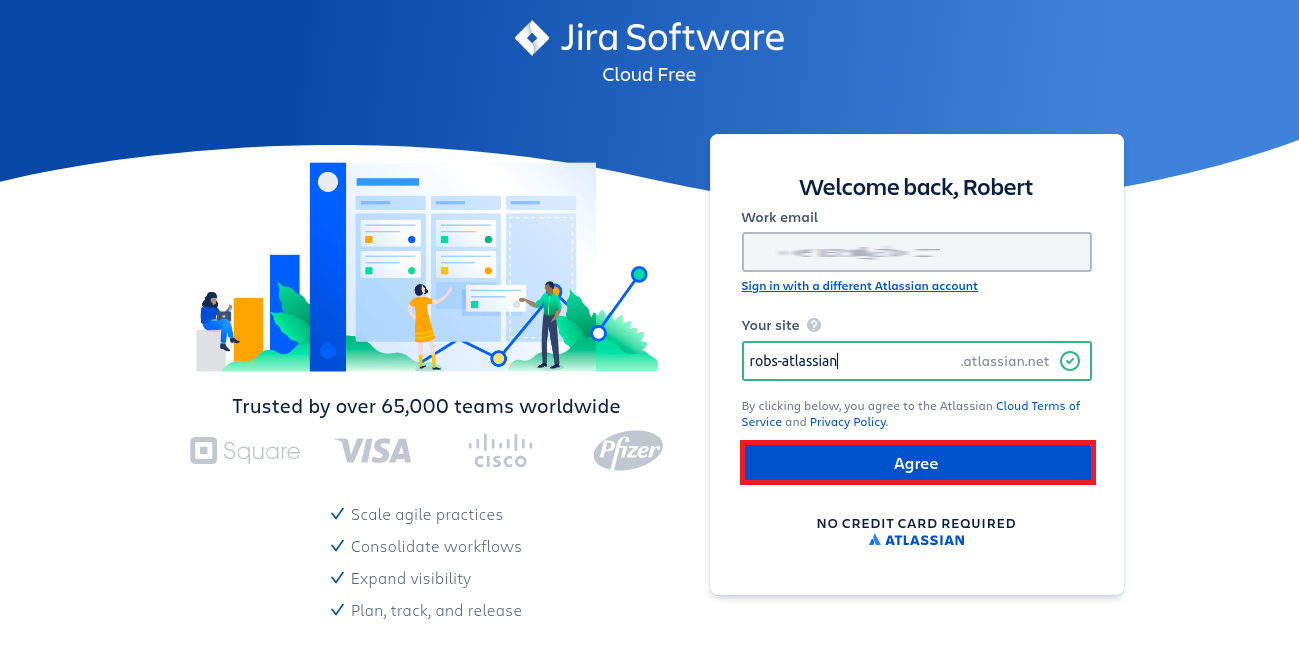 Jira Software
Cloud Free
Welcome back, Robert
Work email
Sign in with a different Atlassian account
Your site ?
robs-atlassian .atlassian.net
By clicking below, you agree to the Atlassian Cloud Terms of
Service and Privacy Policy.
Agree
NO CREDIT CARD REQUIRED
ATLASSIAN
Trusted by over 65,000 teams worldwide
Square VISA CISCO Pfizer
Scale agile practices
Consolidate workflows
Expand visibility
Plan, track, and release